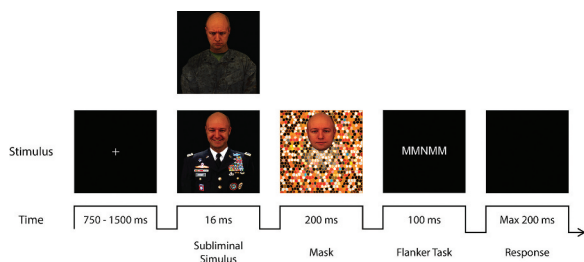 Stimulus
+
MMNMM
Time
750 - 1500 ms
16 ms
200 ms
100 ms
Max 200 ms
Subliminal
Simulus
Mask
Flanker Task
Response